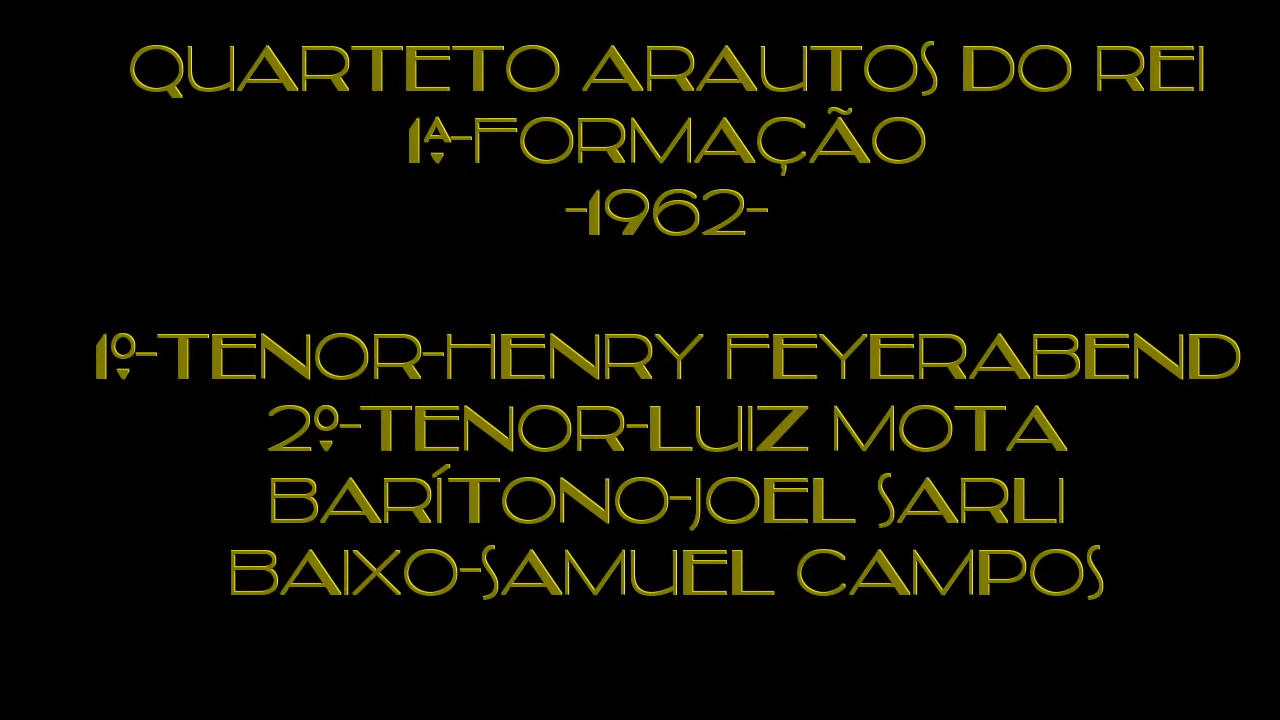 QUARTETO ARAUTOS DO REI
1ª-FORMAÇÃO
-1962-
1º-TENOR-HENRY FEYERABEND
2º-TENOR-LUIZ MOTA
BARÍTONO-JOEL SARLI
BAIXO-SAMUEL CAMPOS